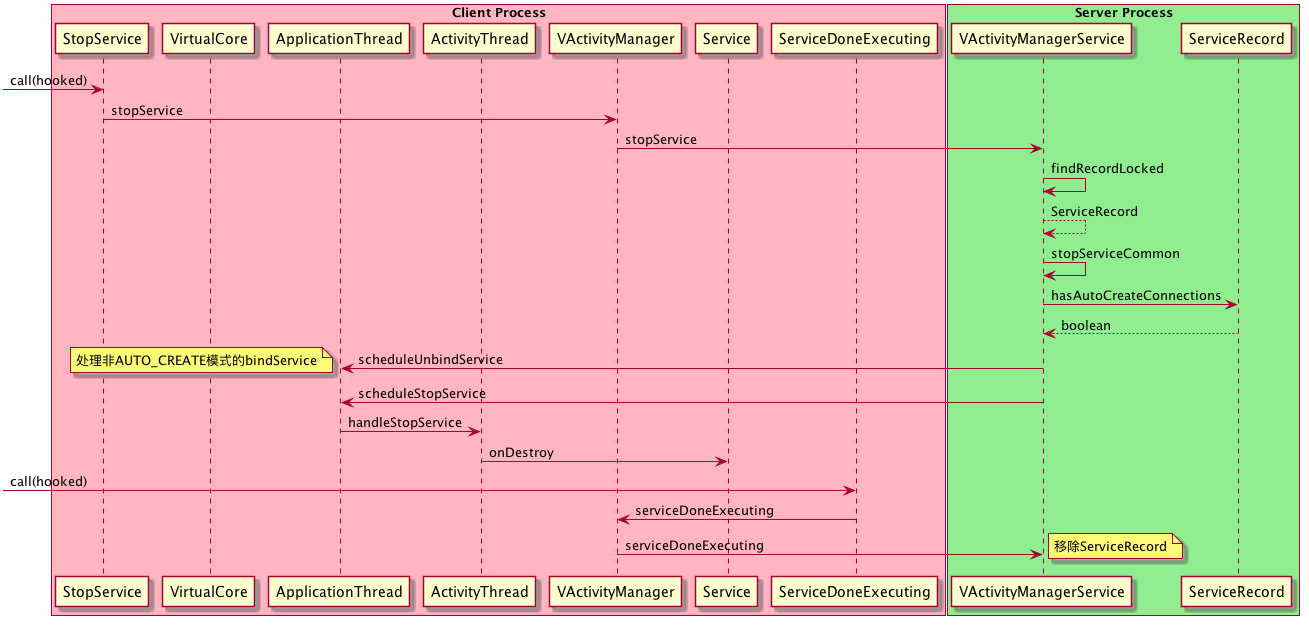 Client Process
Server Process
StopService
VirtualCore
ApplicationThread
ActivityThread
VActivityManager
Service
ServiceDoneExecuting
VActivityManagerService
ServiceRecord
call(hooked)
stopService
stopService
findRecordLocked
ServiceRecord
stopServiceCommon
hasAutoCreateConnections
boolean
处理非AUTO_CREATE模式的bindService
scheduleUnbindService
scheduleStopService
handleStopService
onDestroy
call(hooked)
serviceDoneExecuting
serviceDoneExecuting
移除ServiceRecord
StopService
VirtualCore
ApplicationThread
ActivityThread
VActivityManager
Service
ServiceDoneExecuting
VActivityManagerService
ServiceRecord